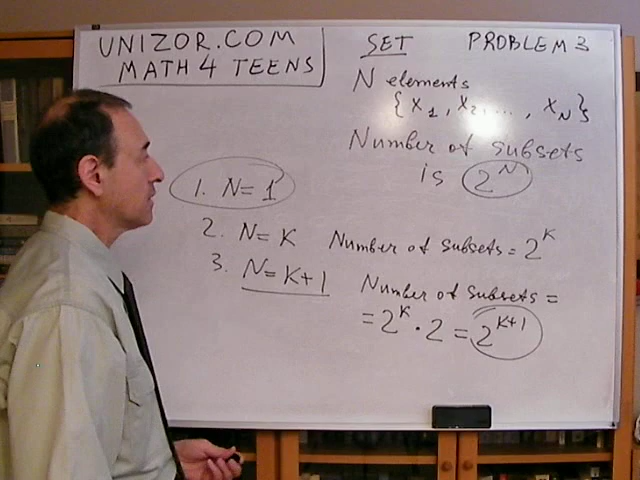 UNIZOR.COM
MATH 4 TEENS
SET PROBLEM 3
N elements
{x₁, x₂, ..., x_N}
Number of subsets
is 2^N
1. N=1
2. N=K Number of subsets = 2^K
3. N=K+1
Number of subsets =
= 2^K · 2 = 2^(K+1)